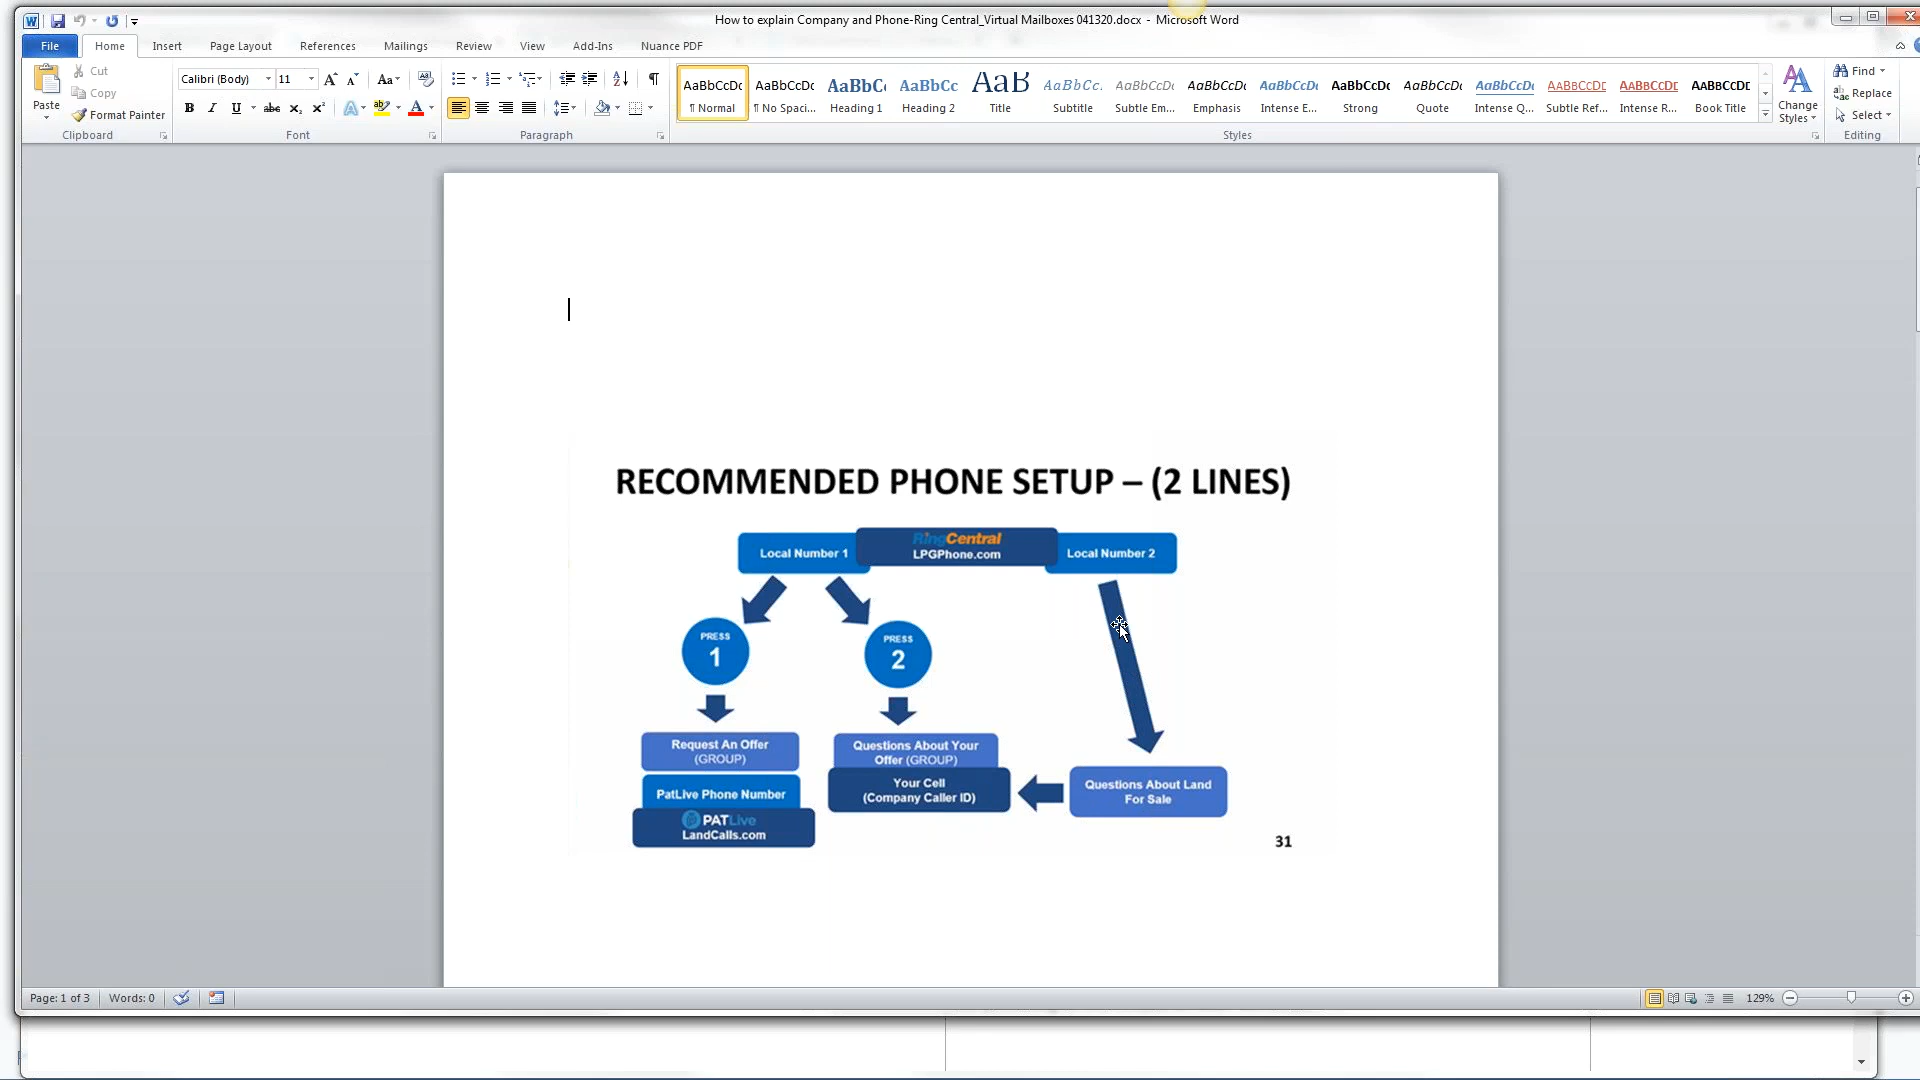 How to explain Company and Phone-Ring Central_Virtual Mailboxes 041320.docx - Microsoft Word
File Home Insert Page Layout References Mailings Review View Add-Ins Nuance PDF
Paste
Cut
Copy
Format Painter
Clipboard
Calibri (Body) 11
Font
Paragraph
AaBbCcDc AaBbCcDc AaBbC AaBbCc AaB AaBbCc. AaBbCcDc AaBbCcDc AaBbCcDc AaBbCcDc AaBbCcDc AaBbCcDc AABBCCDC AABBCCDC AABBCCDC
¶ Normal ¶ No Spaci... Heading 1 Heading 2 Title Subtitle Subtle Em... Emphasis Intense E... Strong Quote Intense Q... Subtle Ref... Intense R... Book Title
Styles
Change
Styles
Find
Replace
Select
Editing
RECOMMENDED PHONE SETUP – (2 LINES)
Local Number 1
RingCentral
LPGPhone.com
Local Number 2
PRESS
1
PRESS
2
Request An Offer
(GROUP)
PatLive Phone Number
PATLive
LandCalls.com
Questions About Your
Offer (GROUP)
Your Cell
(Company Caller ID)
Questions About Land
For Sale
31
Page: 1 of 3 Words: 0 129%